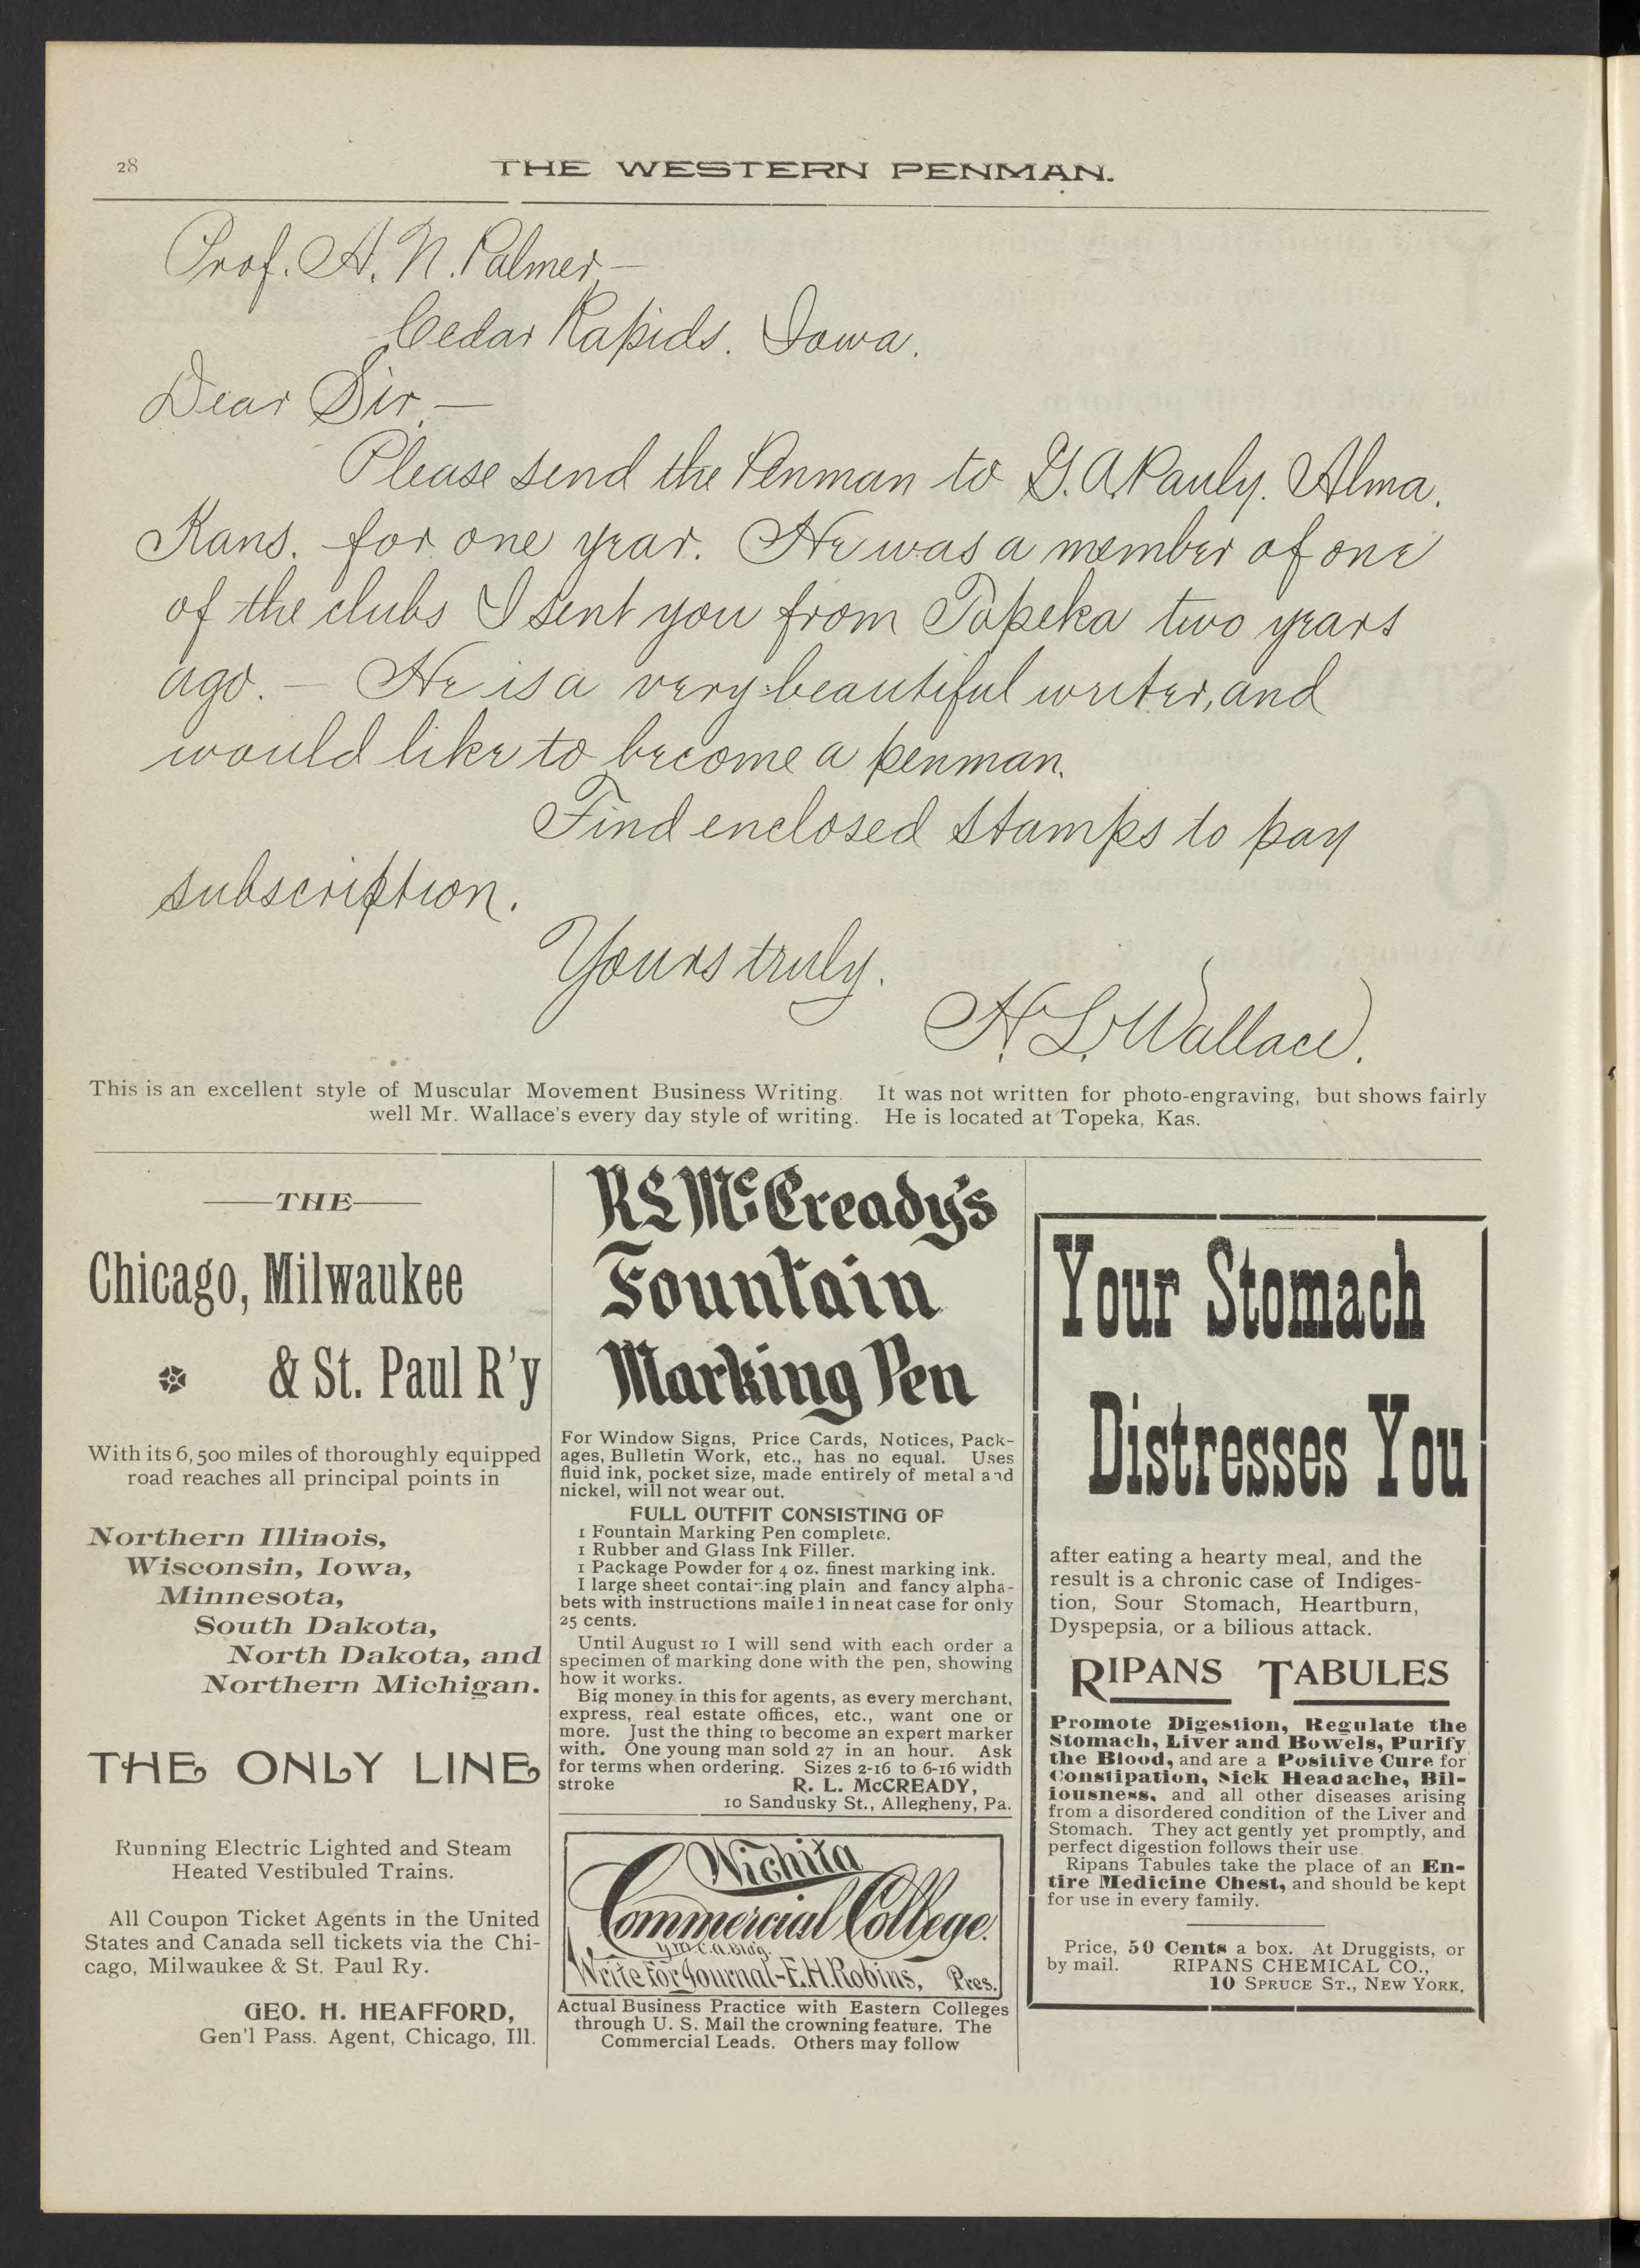 28
THE WESTERN PENMAN.
Prof. A. N. Palmer,—
Cedar Rapids. Iowa.
Dear Sir,—
Please send the Penman to G. A. Pauly. Alma,
Kans. for one year. He was a member of one
of the clubs I sent you from Topeka two years
ago. — He is a very beautiful writer, and
would like to become a penman.
Find enclosed stamps to pay
subscription.
Yours truly.
H. L. Wallace.
This is an excellent style of Muscular Movement Business Writing. It was not written for photo-engraving, but shows fairly
well Mr. Wallace's every day style of writing. He is located at Topeka, Kas.
THE
Chicago, Milwaukee
& St. Paul R'y
With its 6,500 miles of thoroughly equipped
road reaches all principal points in
Northern Illinois,
Wisconsin, Iowa,
Minnesota,
South Dakota,
North Dakota, and
Northern Michigan.
THE ONLY LINE
Running Electric Lighted and Steam
Heated Vestibuled Trains.
All Coupon Ticket Agents in the United
States and Canada sell tickets via the Chi-
cago, Milwaukee & St. Paul Ry.
GEO. H. HEAFFORD,
Gen'l Pass. Agent, Chicago, Ill.
R L McCready's
Fountain
Marking Pen
For Window Signs, Price Cards, Notices, Pack-
ages, Bulletin Work, etc., has no equal. Uses
fluid ink, pocket size, made entirely of metal and
nickel, will not wear out.
FULL OUTFIT CONSISTING OF
1 Fountain Marking Pen complete.
1 Rubber and Glass Ink Filler.
1 Package Powder for 4 oz. finest marking ink.
I large sheet containing plain and fancy alpha-
bets with instructions mailed in neat case for only
25 cents.
Until August 10 I will send with each order a
specimen of marking done with the pen, showing
how it works.
Big money in this for agents, as every merchant,
express, real estate offices, etc., want one or
more. Just the thing to become an expert marker
with. One young man sold 27 in an hour. Ask
for terms when ordering. Sizes 2-16 to 6-16 width
stroke R. L. McCREADY,
10 Sandusky St., Allegheny, Pa.
Wichita
Commercial College.
Y.M.C.A. Bldg.
Write for Journal-E.H.Robins, Pres.
Actual Business Practice with Eastern Colleges
through U. S. Mail the crowning feature. The
Commercial Leads. Others may follow
Your Stomach
Distresses You
after eating a hearty meal, and the
result is a chronic case of Indiges-
tion, Sour Stomach, Heartburn,
Dyspepsia, or a bilious attack.
RIPANS TABULES
Promote Digestion, Regulate the
Stomach, Liver and Bowels, Purify
the Blood, and are a Positive Cure for
Constipation, Sick Headache, Bil-
iousness, and all other diseases arising
from a disordered condition of the Liver and
Stomach. They act gently yet promptly, and
perfect digestion follows their use.
Ripans Tabules take the place of an En-
tire Medicine Chest, and should be kept
for use in every family.
Price, 50 Cents a box. At Druggists, or
by mail. RIPANS CHEMICAL CO.,
10 SPRUCE ST., NEW YORK.